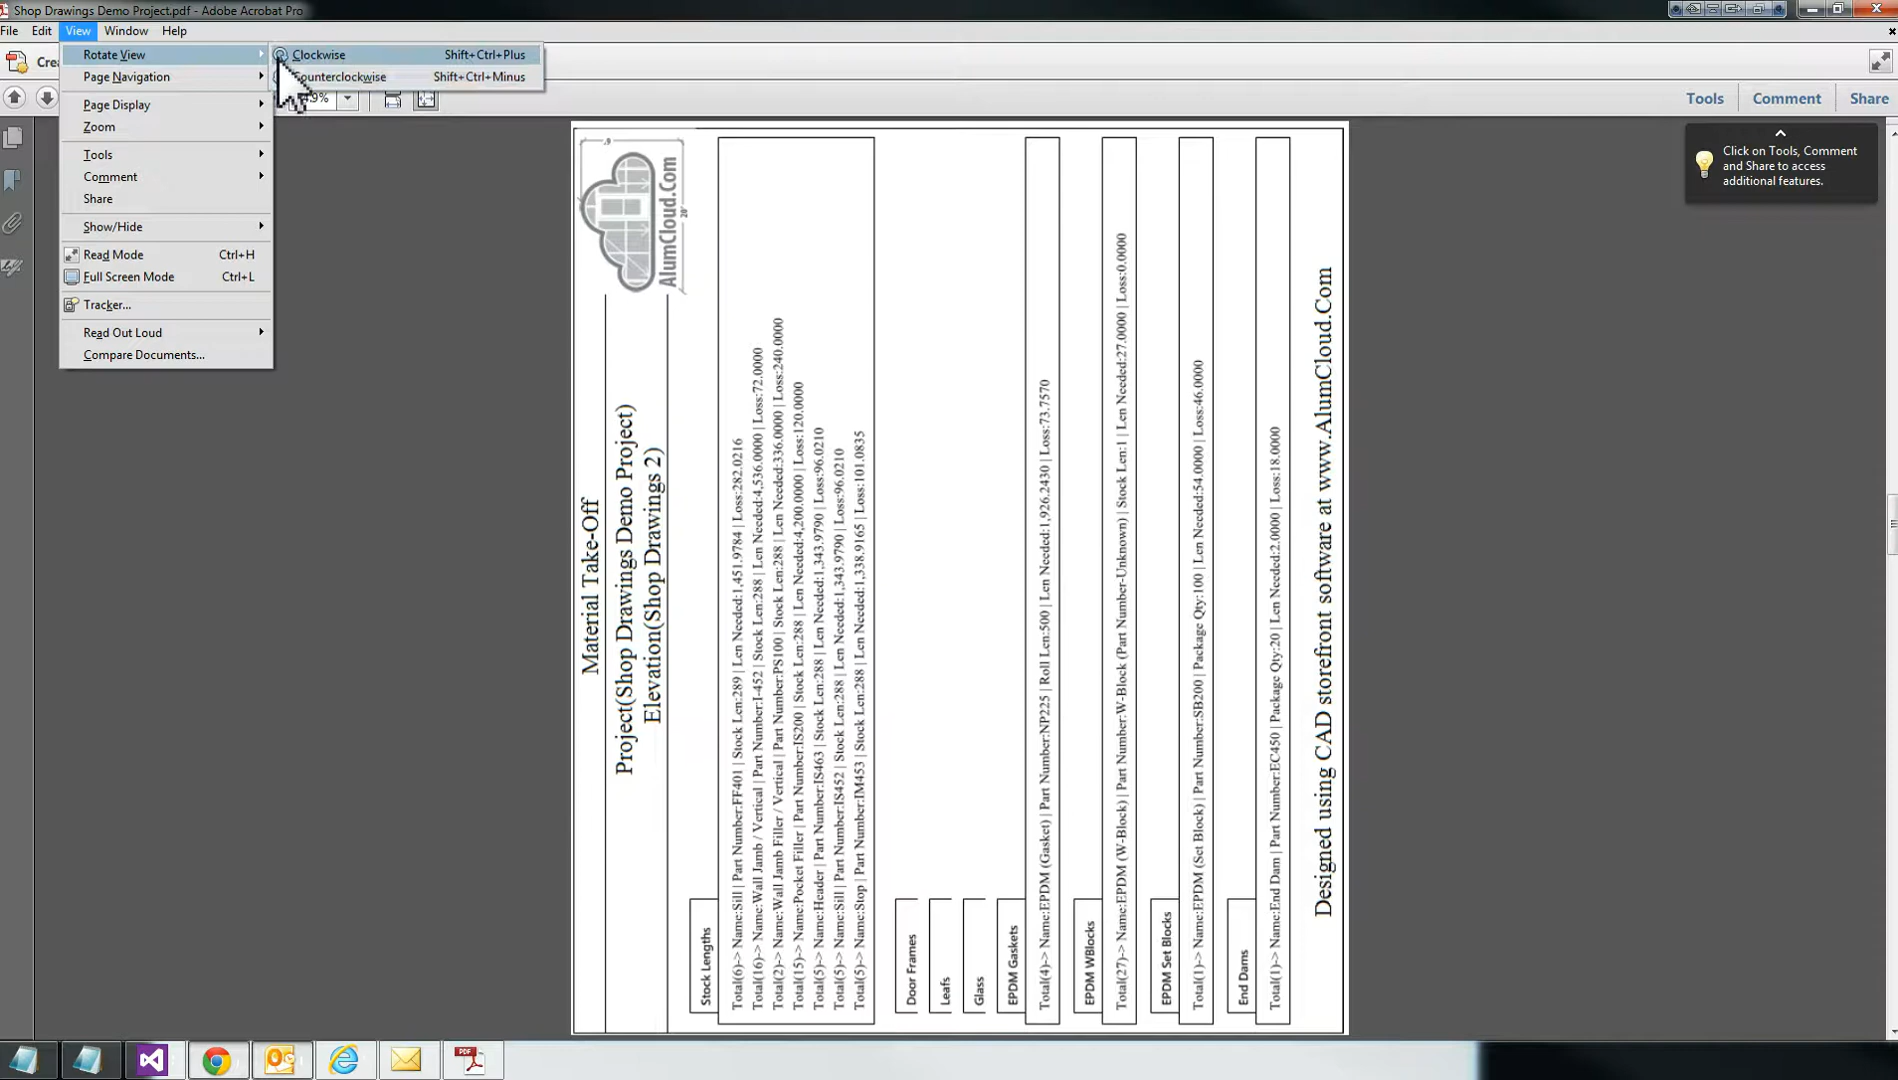 Shop Drawings Demo Project.pdf - Adobe Acrobat Pro
File Edit View Window Help
Rotate View
Clockwise Shift+Ctrl+Plus
Page Navigation
Counterclockwise Shift+Ctrl+Minus
Page Display
Zoom
Tools
Comment
Share
Show/Hide
Read Mode Ctrl+H
Full Screen Mode Ctrl+L
Tracker...
Read Out Loud
Compare Documents...
Tools Comment Share
Click on Tools, Comment
and Share to access
additional features.
AlumCloud.Com
20'
Material Take-Off
Project(Shop Drawings Demo Project)
Elevation(Shop Drawings 2)
Stock Lengths
Total(6)-> Name:Sill | Part Number:FF401 | Stock Len:289 | Len Needed:1,451.9784 | Loss:282.0216
Total(16)-> Name:Wall Jamb / Vertical | Part Number:I-452 | Stock Len:288 | Len Needed:4,536.0000 | Loss:72.0000
Total(2)-> Name:Wall Jamb Filler / Vertical | Part Number:PS100 | Stock Len:288 | Len Needed:336.0000 | Loss:240.0000
Total(15)-> Name:Pocket Filler | Part Number:IS200 | Stock Len:288 | Len Needed:4,200.0000 | Loss:120.0000
Total(5)-> Name:Header | Part Number:IS463 | Stock Len:288 | Len Needed:1,343.9790 | Loss:96.0210
Total(5)-> Name:Sill | Part Number:IS452 | Stock Len:288 | Len Needed:1,343.9790 | Loss:96.0210
Total(5)-> Name:Stop | Part Number:IM453 | Stock Len:288 | Len Needed:1,338.9165 | Loss:101.0835
Door Frames
Leafs
Glass
EPDM Gaskets
Total(4)-> Name:EPDM (Gasket) | Part Number:NP225 | Roll Len:500 | Len Needed:1,926.2430 | Loss:73.7570
EPDM WBlocks
Total(27)-> Name:EPDM (W-Block) | Part Number:W-Block (Part Number-Unknown) | Stock Len:1 | Len Needed:27.0000 | Loss:0.0000
EPDM Set Blocks
Total(1)-> Name:EPDM (Set Block) | Part Number:SB200 | Package Qty:100 | Len Needed:54.0000 | Loss:46.0000
End Dams
Total(1)-> Name:End Dam | Part Number:EC450 | Package Qty:20 | Len Needed:2.0000 | Loss:18.0000
Designed using CAD storefront software at www.AlumCloud.Com